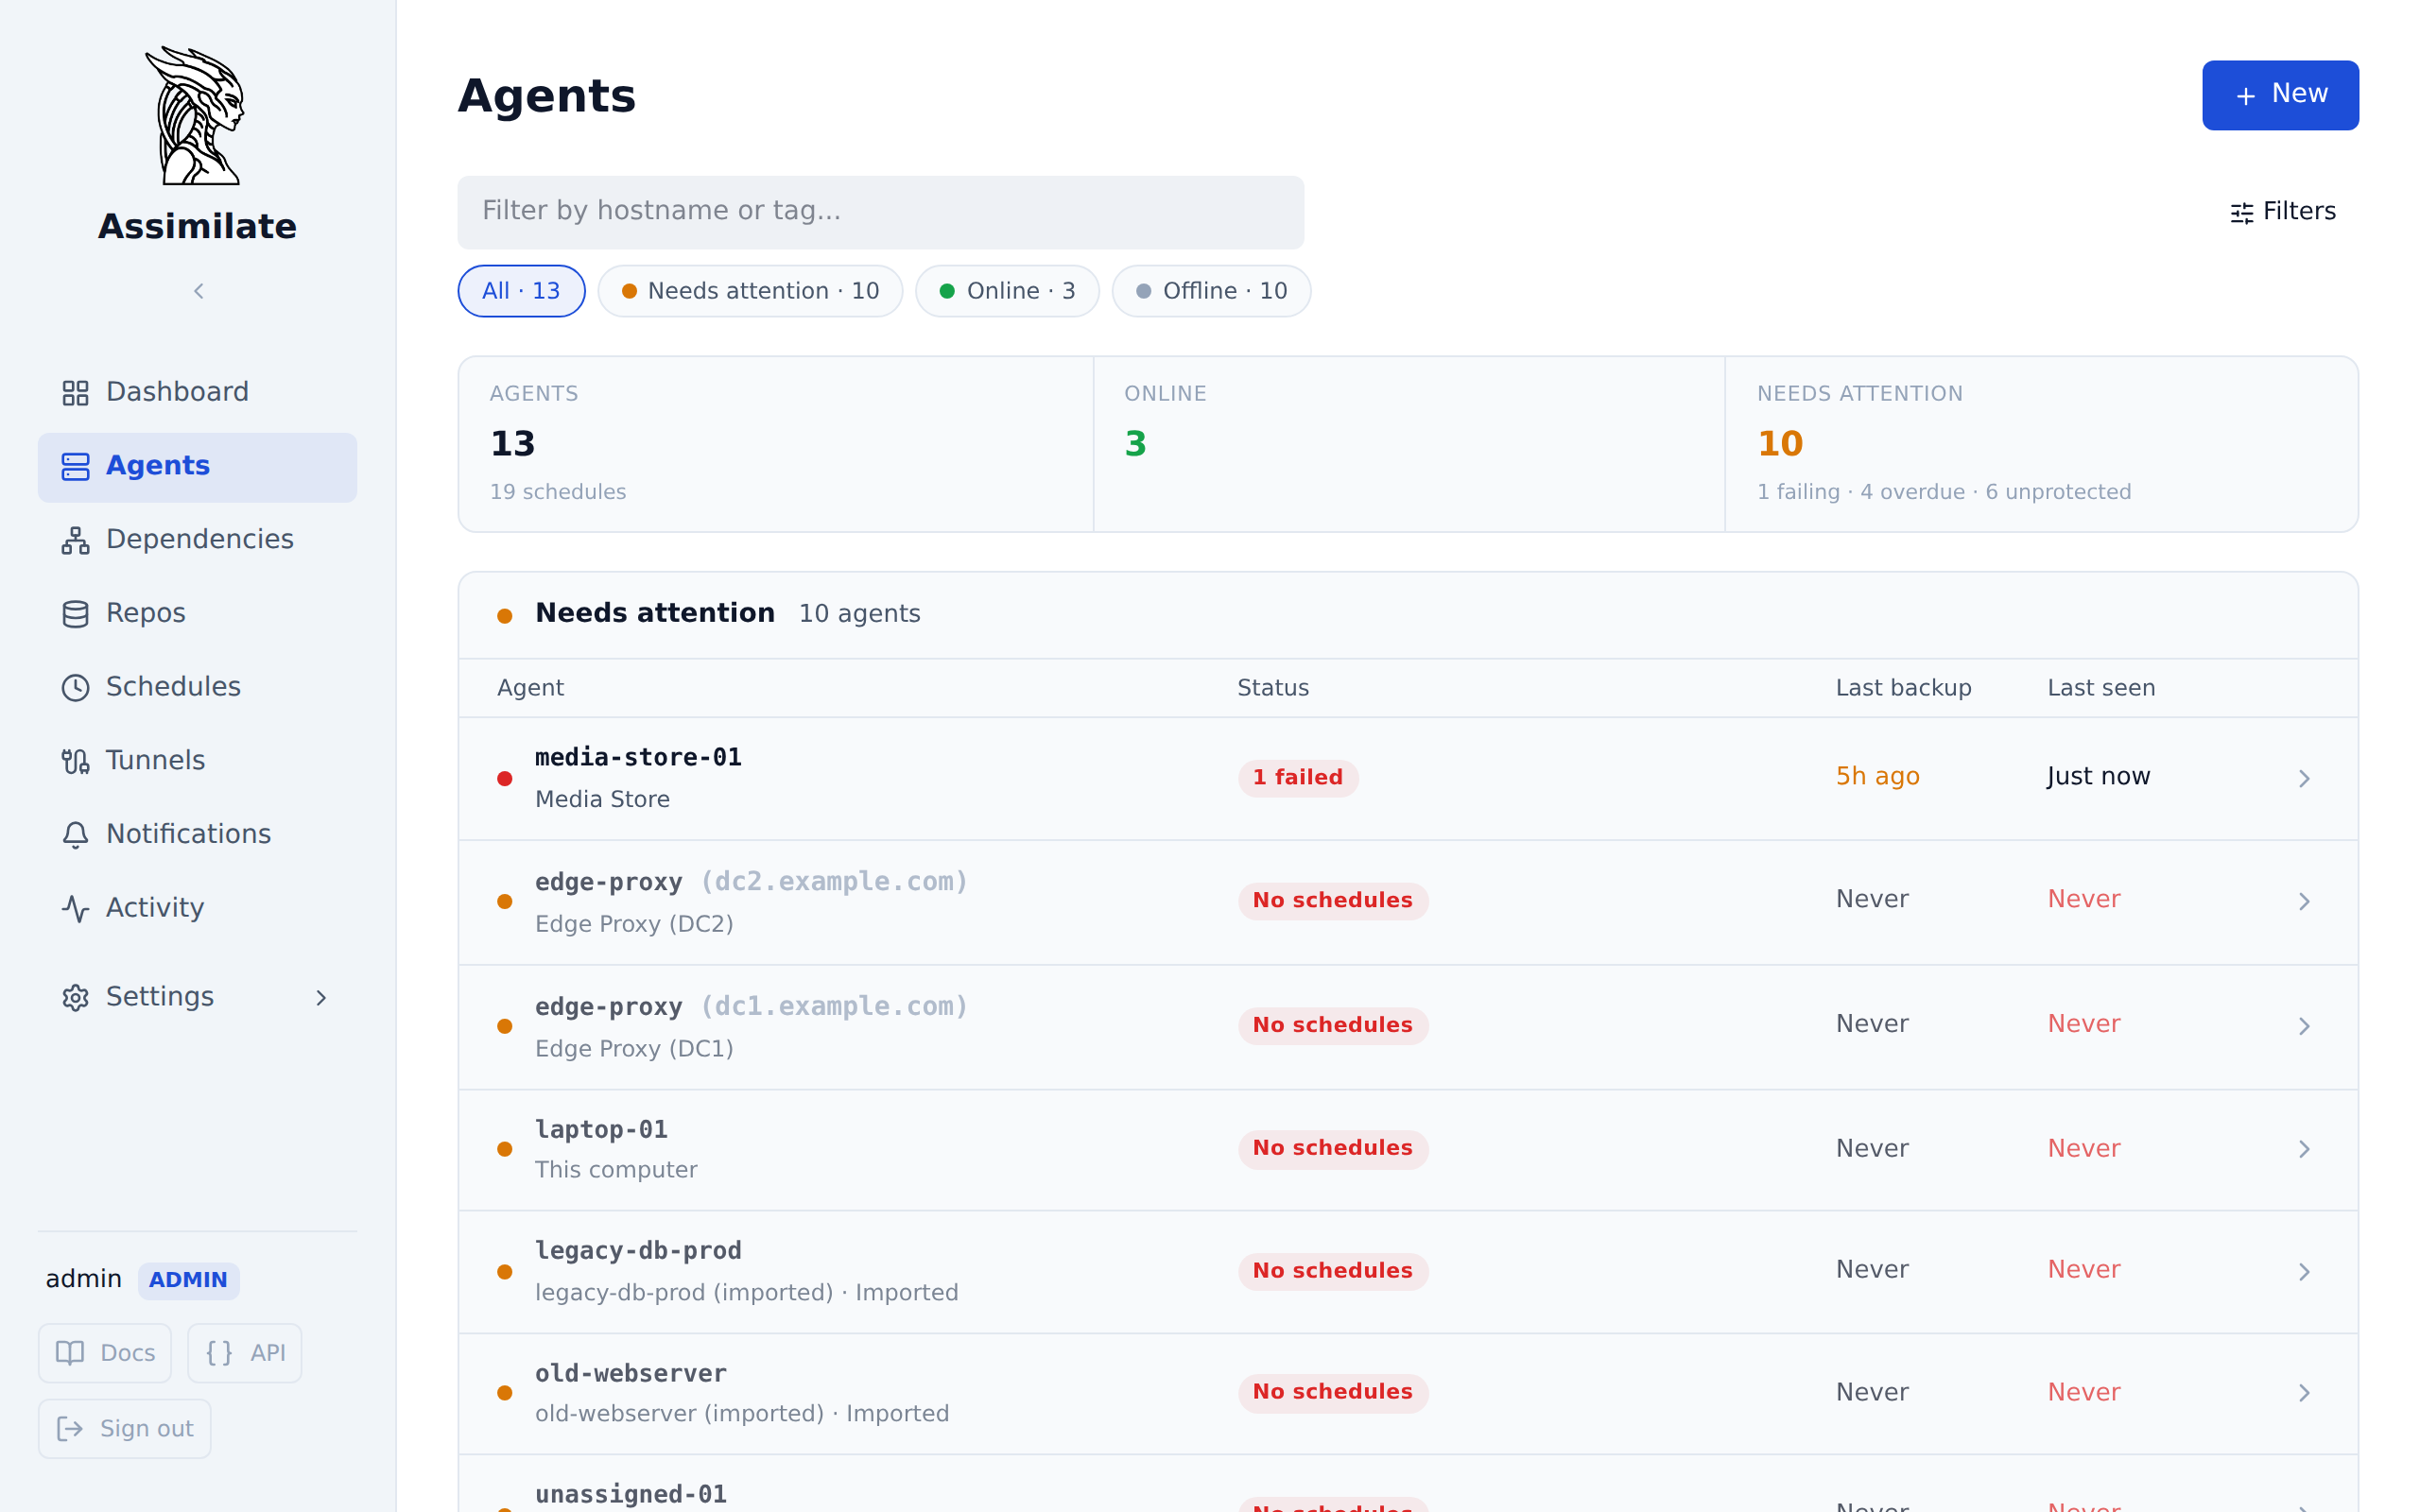 Assimilate
Dashboard
Agents
Dependencies
Repos
Schedules
Tunnels
Notifications
Activity
Settings
admin ADMIN
Docs API
Sign out
Agents
+ New
Filter by hostname or tag...
Filters
All · 13
Needs attention · 10
Online · 3
Offline · 10
AGENTS
13
19 schedules
ONLINE
3
NEEDS ATTENTION
10
1 failing · 4 overdue · 6 unprotected
Needs attention 10 agents
Agent Status Last backup Last seen
media-store-01
Media Store
1 failed 5h ago Just now
edge-proxy (dc2.example.com)
Edge Proxy (DC2)
No schedules Never Never
edge-proxy (dc1.example.com)
Edge Proxy (DC1)
No schedules Never Never
laptop-01
This computer
No schedules Never Never
legacy-db-prod
legacy-db-prod (imported) · Imported
No schedules Never Never
old-webserver
old-webserver (imported) · Imported
No schedules Never Never
unassigned-01
No schedules Never Never